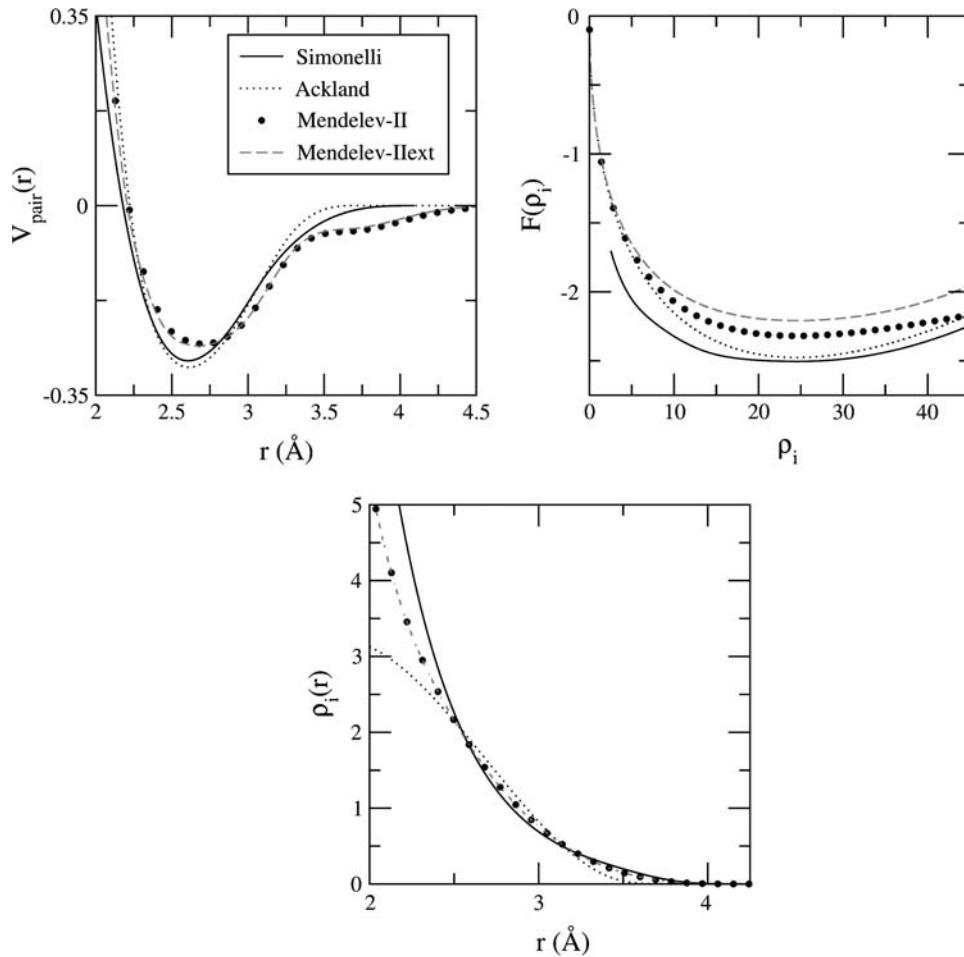 0.35
0
-0.35
V_pair(r)
2 2.5 3 3.5 4 4.5
r (Å)
Simonelli
Ackland
Mendelev-II
Mendelev-IIext
0
-1
-2
F(ρ_i)
0 10 20 30 40
ρ_i
5
4
3
2
1
0
ρ_i(r)
2 3 4
r (Å)